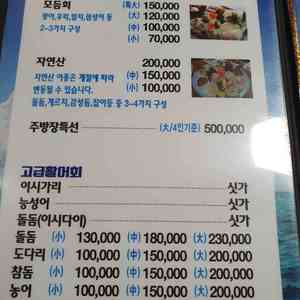 모듬회 (특大) 150,000
광어,우럭,멍게,전성어 등 (大) 120,000
2~3가지 구성 (中) 100,000
(小) 70,000
자연산 200,000
자연산 어종은 계절에 따라 (中) 150,000
변동될 수 있습니다. (小) 100,000
돌돔,게르치,감성돔,잡어등 중 3~4가지 구성
주방장특선 (大/4인기준) 500,000
고급활어회
이시가리 싯가
능성어 싯가
돌돔(이시다이) 싯가
돌돔 (小) 130,000 (中) 180,000 (大) 230,000
도다리 (小) 100,000 (中) 150,000 (大) 200,000
참돔 (小) 100,000 (中) 150,000 (大) 200,000
농어 (小) 100,000 (中) 150,000 (大) 200,000